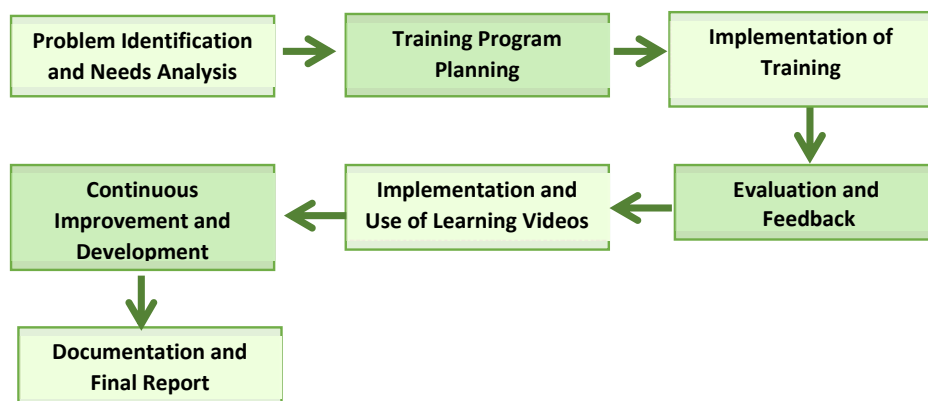 Problem Identification
and Needs Analysis
Training Program
Planning
Implementation of
Training
Evaluation and
Feedback
Implementation and
Use of Learning Videos
Continuous
Improvement and
Development
Documentation and
Final Report